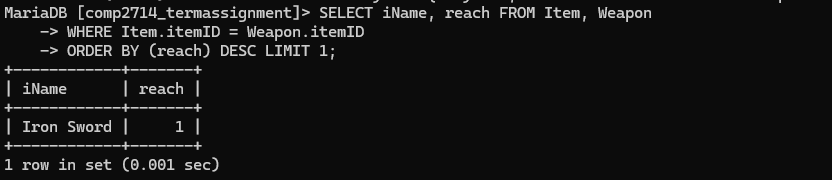 MariaDB [comp2714_termassignment]> SELECT iName, reach FROM Item, Weapon
    -> WHERE Item.itemID = Weapon.itemID
    -> ORDER BY (reach) DESC LIMIT 1;
+------------+-------+
| iName      | reach |
+------------+-------+
| Iron Sword |     1 |
+------------+-------+
1 row in set (0.001 sec)